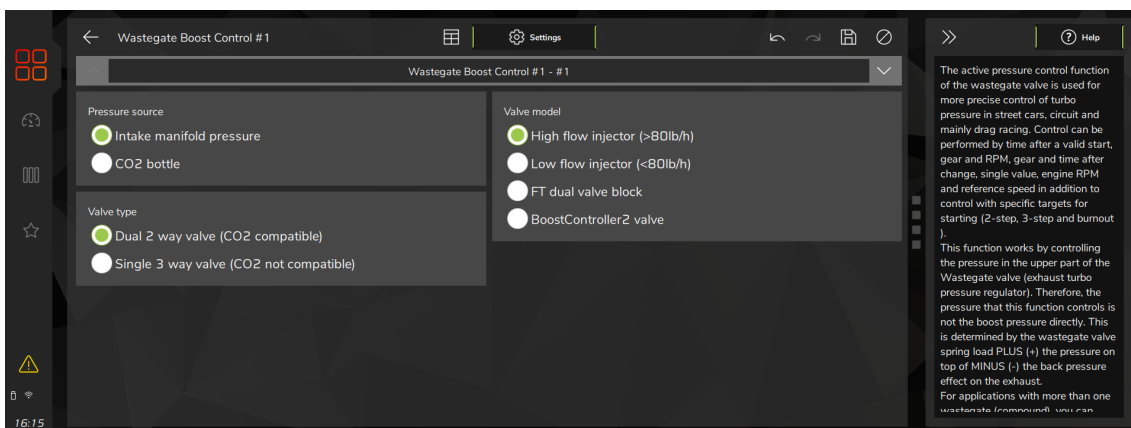 Wastegate Boost Control #1
Settings
Help
Wastegate Boost Control #1 - #1
Pressure source
Intake manifold pressure
CO2 bottle
Valve type
Dual 2 way valve (CO2 compatible)
Single 3 way valve (CO2 not compatible)
Valve model
High flow injector (>80lb/h)
Low flow injector (<80lb/h)
FT dual valve block
BoostController2 valve
The active pressure control function
of the wastegate valve is used for
more precise control of turbo
pressure in street cars, circuit and
mainly drag racing. Control can be
performed by time after a valid start,
gear and RPM, gear and time after
change, single value, engine RPM
and reference speed in addition to
control with specific targets for
starting (2-step, 3-step and burnout
).
This function works by controlling
the pressure in the upper part of the
Wastegate valve (exhaust turbo
pressure regulator). Therefore, the
pressure that this function controls is
not the boost pressure directly. This
is determined by the wastegate valve
spring load PLUS (+) the pressure on
top of MINUS (-) the back pressure
effect on the exhaust.
For applications with more than one
wastegate (compound), you can
16:15